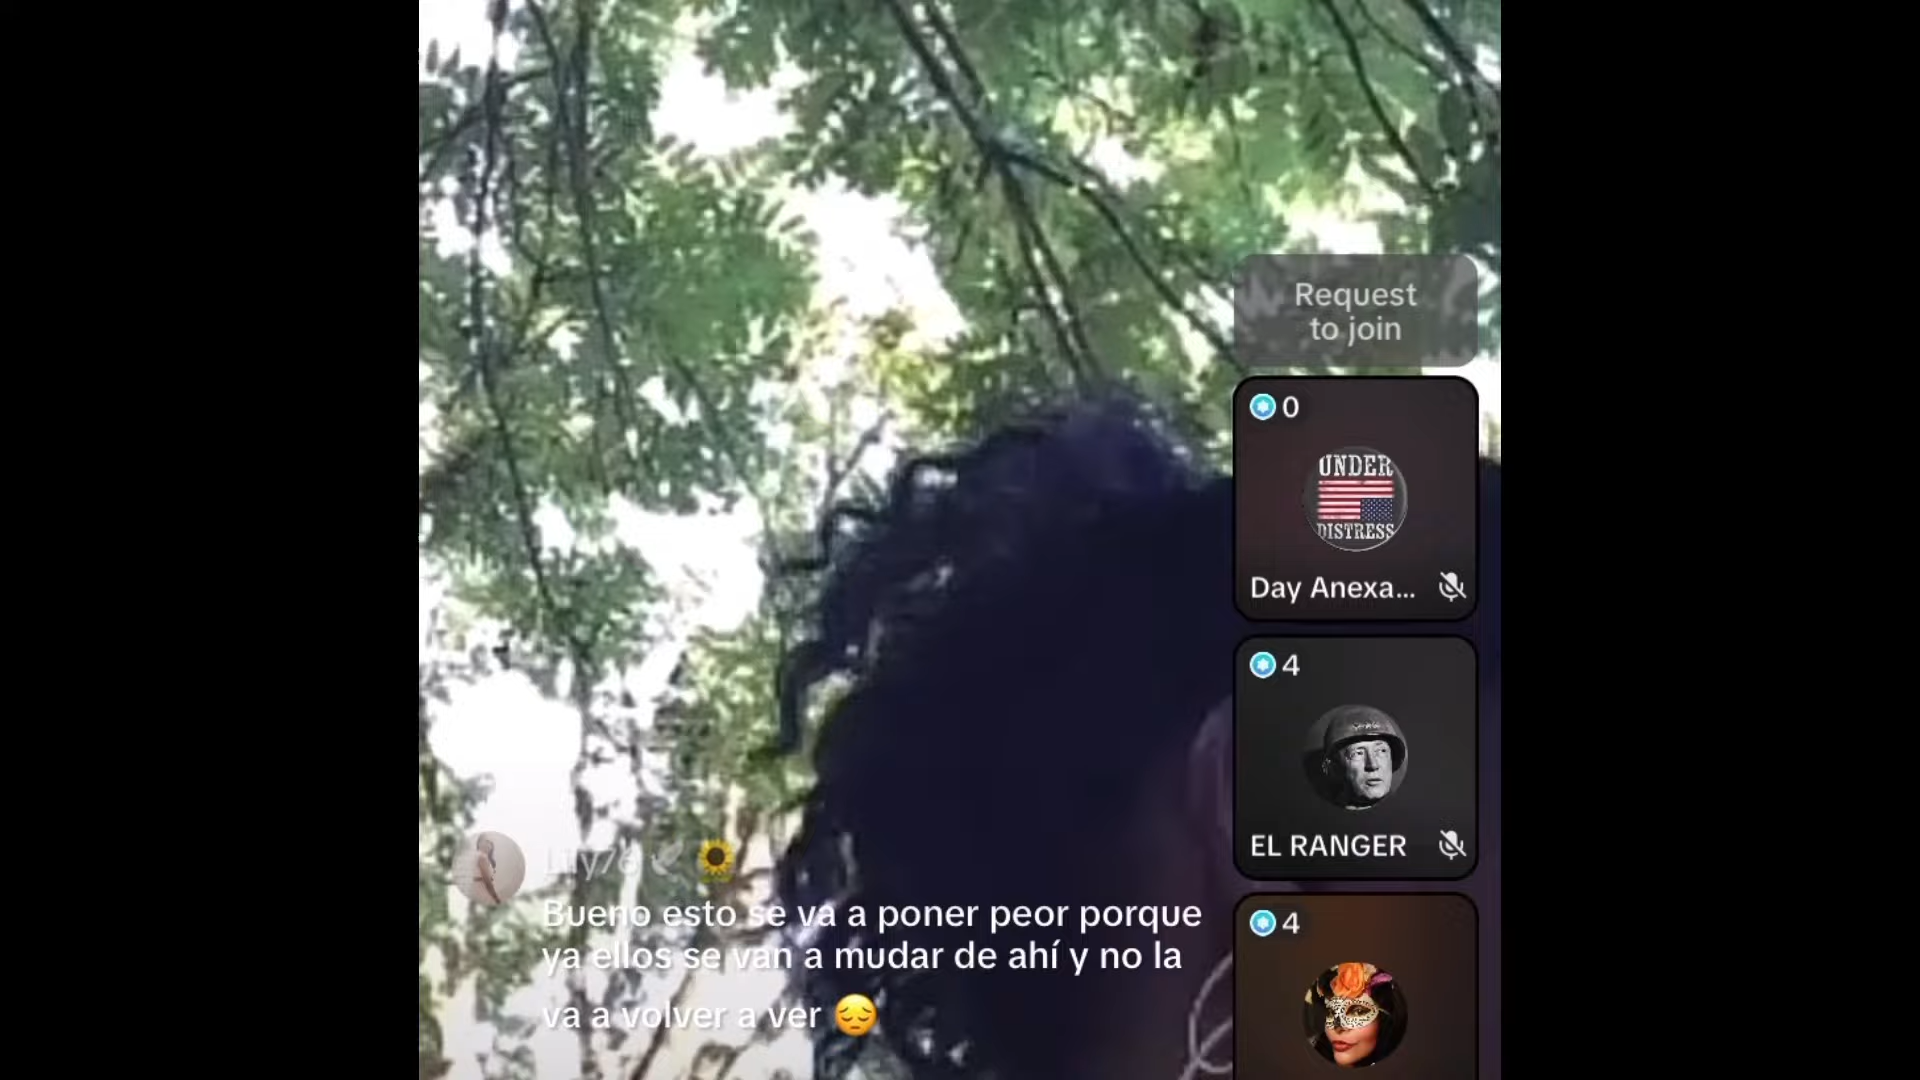 Request
to join
0
UNDER
DISTRESS
Day Anexa...
4
EL RANGER
4
Bueno esto se va a poner peor porque
ya ellos se van a mudar de ahí y no la
va a volver a ver 😔